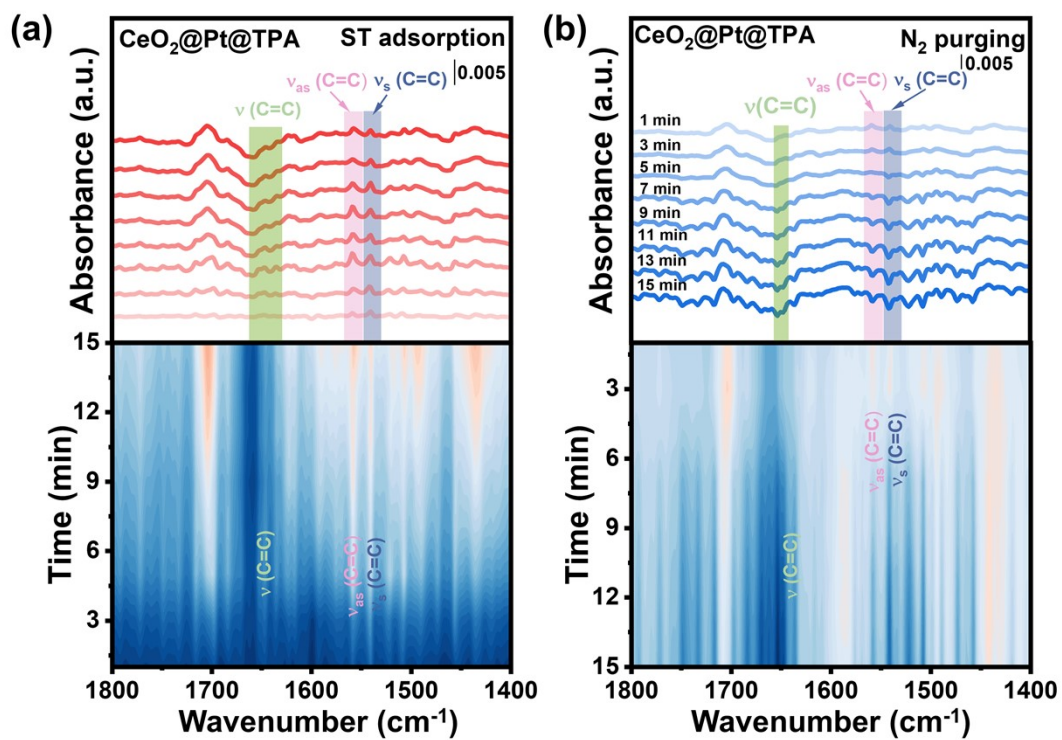 (a)
CeO₂@Pt@TPA
ST adsorption
0.005
νas (C=C)
νs (C=C)
ν (C=C)
Absorbance (a.u.)
15
12
9
6
3
Time (min)
ν (C=C)
νas (C=C)
νs (C=C)
1800 1700 1600 1500 1400
Wavenumber (cm⁻¹)
(b)
CeO₂@Pt@TPA
N₂ purging
0.005
νas (C=C)
νs (C=C)
ν(C=C)
Absorbance (a.u.)
1 min
3 min
5 min
7 min
9 min
11 min
13 min
15 min
3
6
9
12
15
Time (min)
νas (C=C)
νs (C=C)
ν (C=C)
1800 1700 1600 1500 1400
Wavenumber (cm⁻¹)